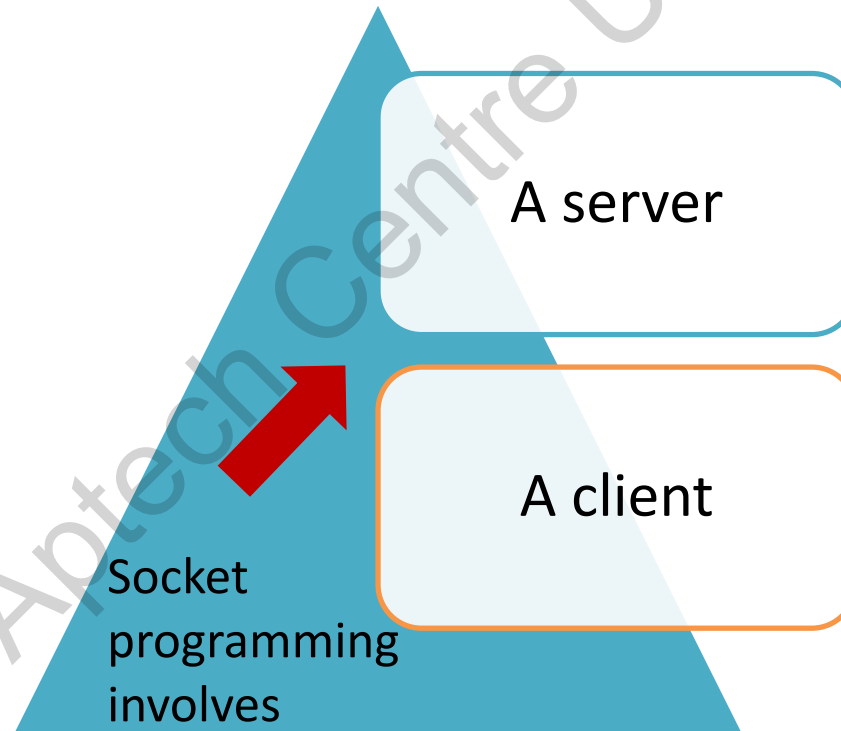 A server
A client
Socket
programming
involves
Aptech Centre U